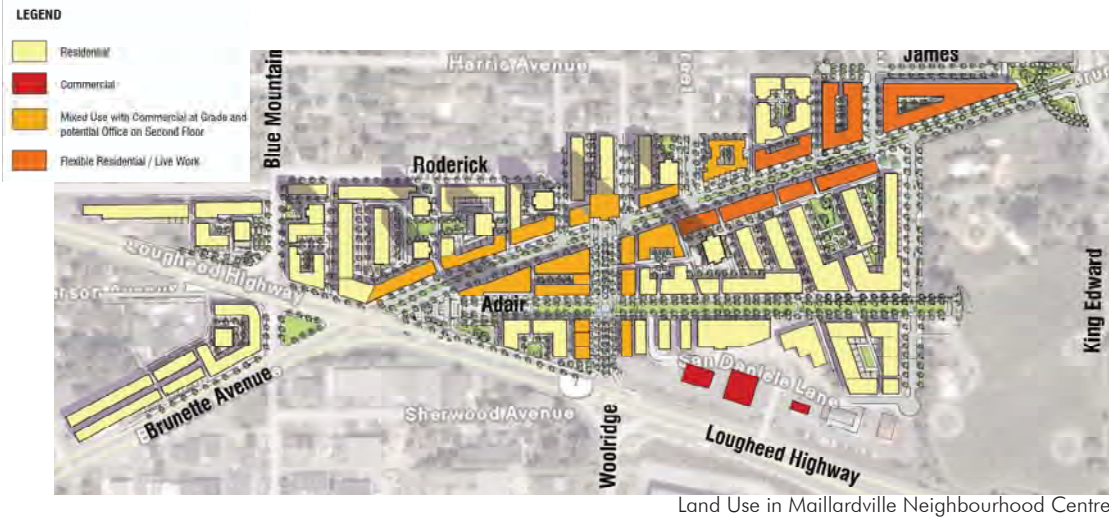 LEGEND
Residential
Commercial
Mixed Use with Commercial at Grade and
potential Office on Second Floor
Flexible Residential / Live Work
Blue Mountain
Harris Avenue
James
Roderick
Lougheed Highway
Adair
King Edward
San Daniele Lane
Brunette Avenue
Sherwood Avenue
Woolridge
Lougheed Highway
Land Use in Maillardville Neighbourhood Centre